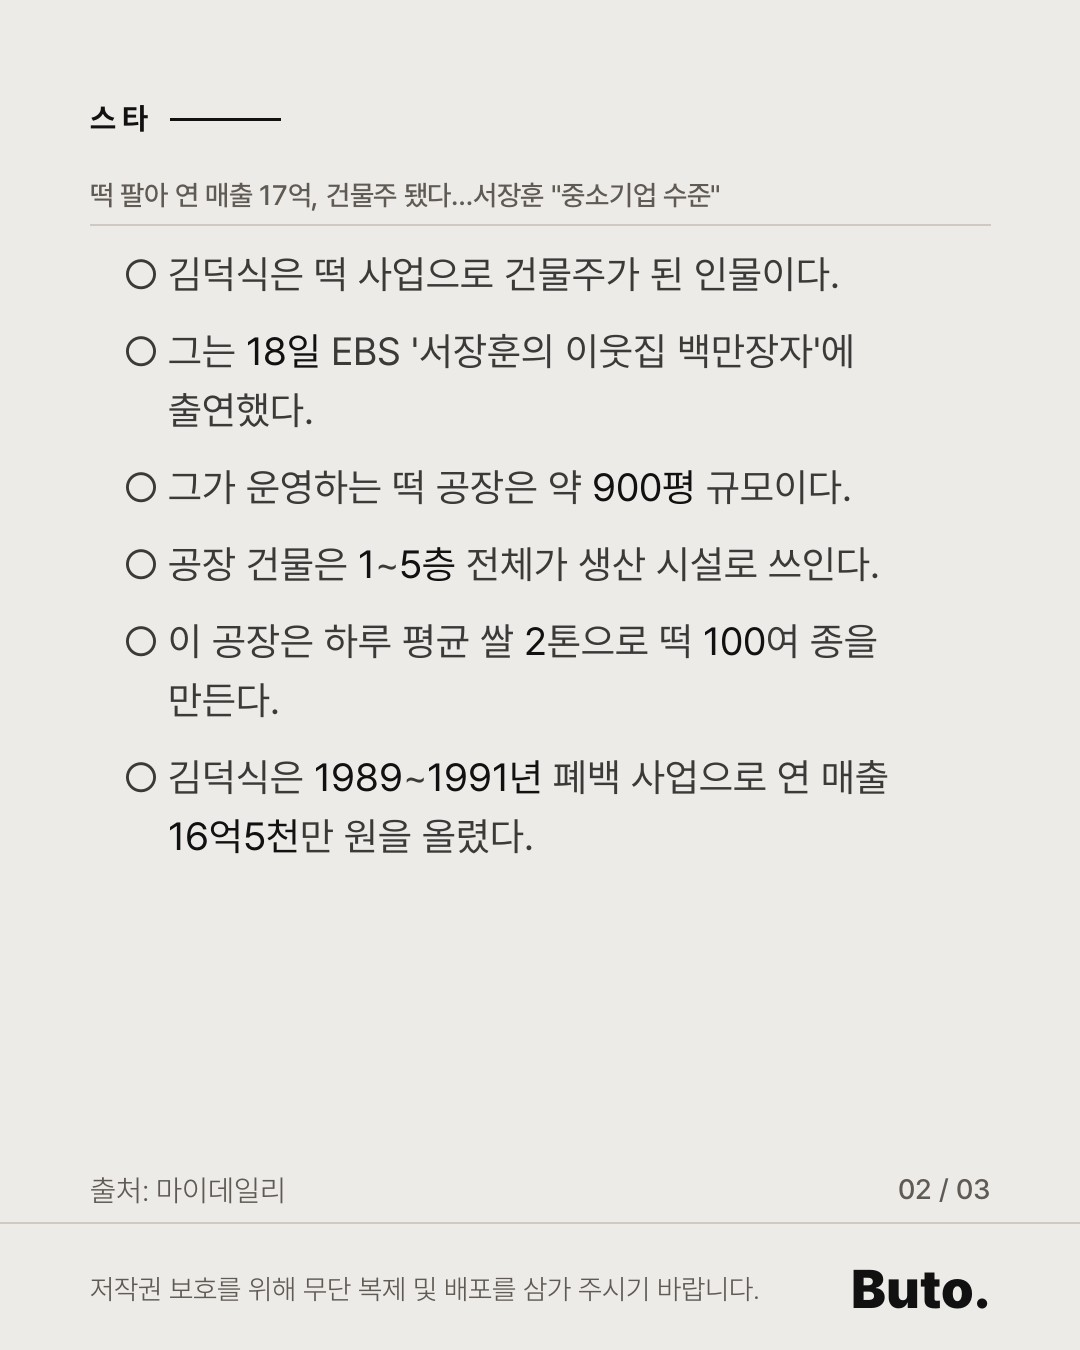 스타
떡 팔아 연 매출 17억, 건물주 됐다...서장훈 "중소기업 수준"
○ 김덕식은 떡 사업으로 건물주가 된 인물이다.
○ 그는 18일 EBS '서장훈의 이웃집 백만장자'에
출연했다.
○ 그가 운영하는 떡 공장은 약 900평 규모이다.
○ 공장 건물은 1~5층 전체가 생산 시설로 쓰인다.
○ 이 공장은 하루 평균 쌀 2톤으로 떡 100여 종을
만든다.
○ 김덕식은 1989~1991년 폐백 사업으로 연 매출
16억5천만 원을 올렸다.
출처: 마이데일리
02 / 03
저작권 보호를 위해 무단 복제 및 배포를 삼가 주시기 바랍니다.
Buto.